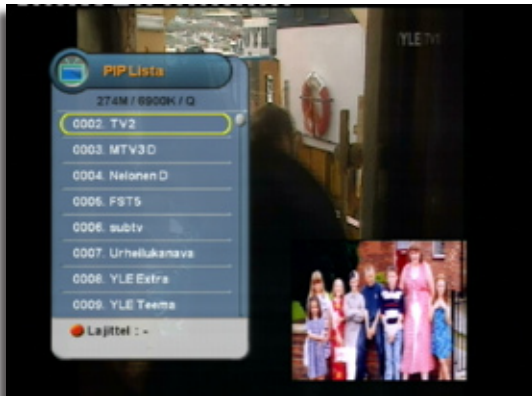 YLE TV1
PIP Lista
274M / 6900K / Q
0002. TV2
0003. MTV3 D
0004. Nelonen D
0005. FST5
0006. subtv
0007. Urheilukanava
0008. YLE Extra
0009. YLE Teema
Lajittel : -